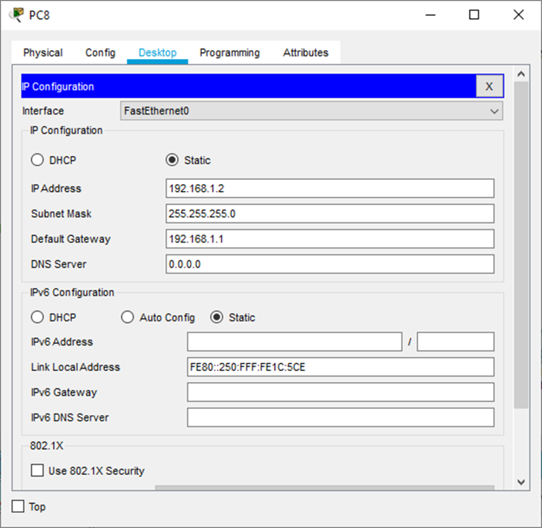 PC8
Physical Config Desktop Programming Attributes
IP Configuration X
Interface FastEthernet0
IP Configuration
DHCP Static
IP Address 192.168.1.2
Subnet Mask 255.255.255.0
Default Gateway 192.168.1.1
DNS Server 0.0.0.0
IPv6 Configuration
DHCP Auto Config Static
IPv6 Address /
Link Local Address FE80::250:FFF:FE1C:5CE
IPv6 Gateway
IPv6 DNS Server
802.1X
Use 802.1X Security
Top